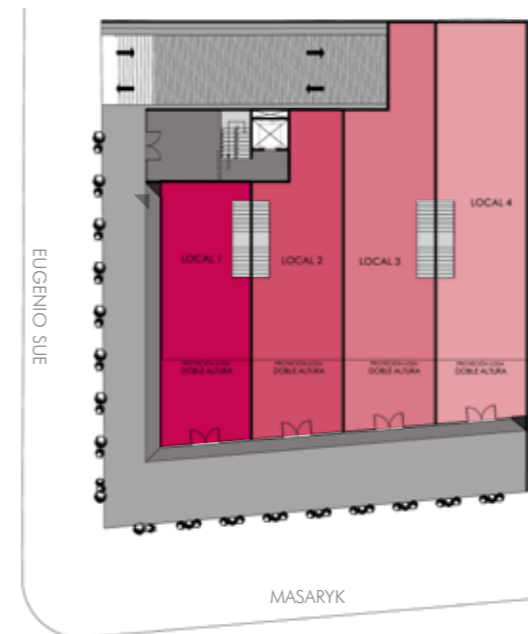 LOCAL 4
LOCAL 1
LOCAL 2
LOCAL 3
EUGENIO SUE
PROYECCIÓN LOSA
DOBLE ALTURA
PROYECCIÓN LOSA
DOBLE ALTURA
PROYECCIÓN LOSA
DOBLE ALTURA
PROYECCIÓN LOSA
DOBLE ALTURA
MASARYK